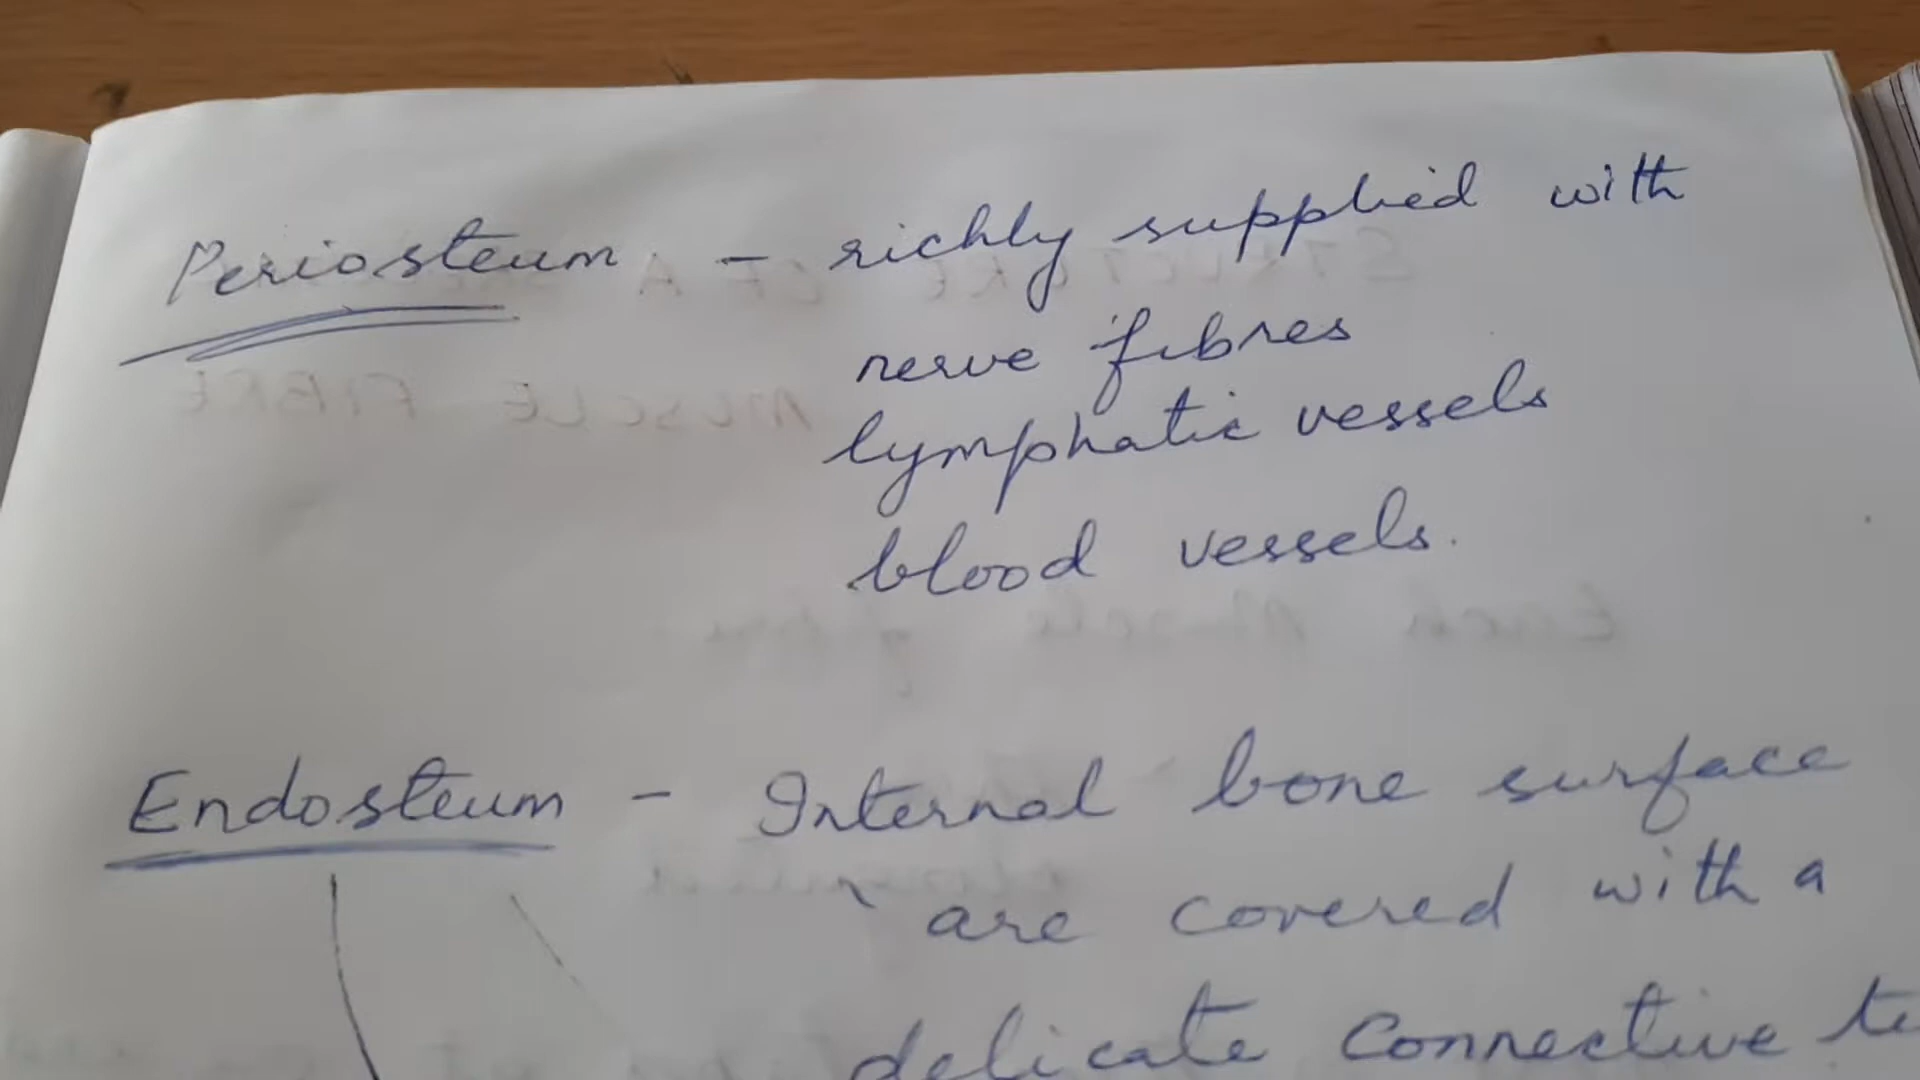 Periosteum - richly supplied with
nerve fibres
lymphatic vessels
blood vessels.
Endosteum - Internal bone surface
are covered with a
delicate connective